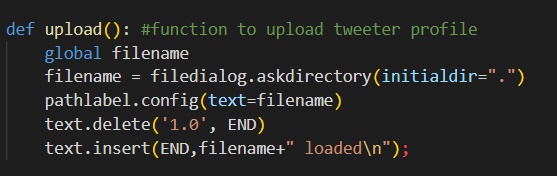 def upload(): #function to upload tweeter profile
    global filename
    filename = filedialog.askdirectory(initialdir=".")
    pathlabel.config(text=filename)
    text.delete('1.0', END)
    text.insert(END,filename+" loaded\n");